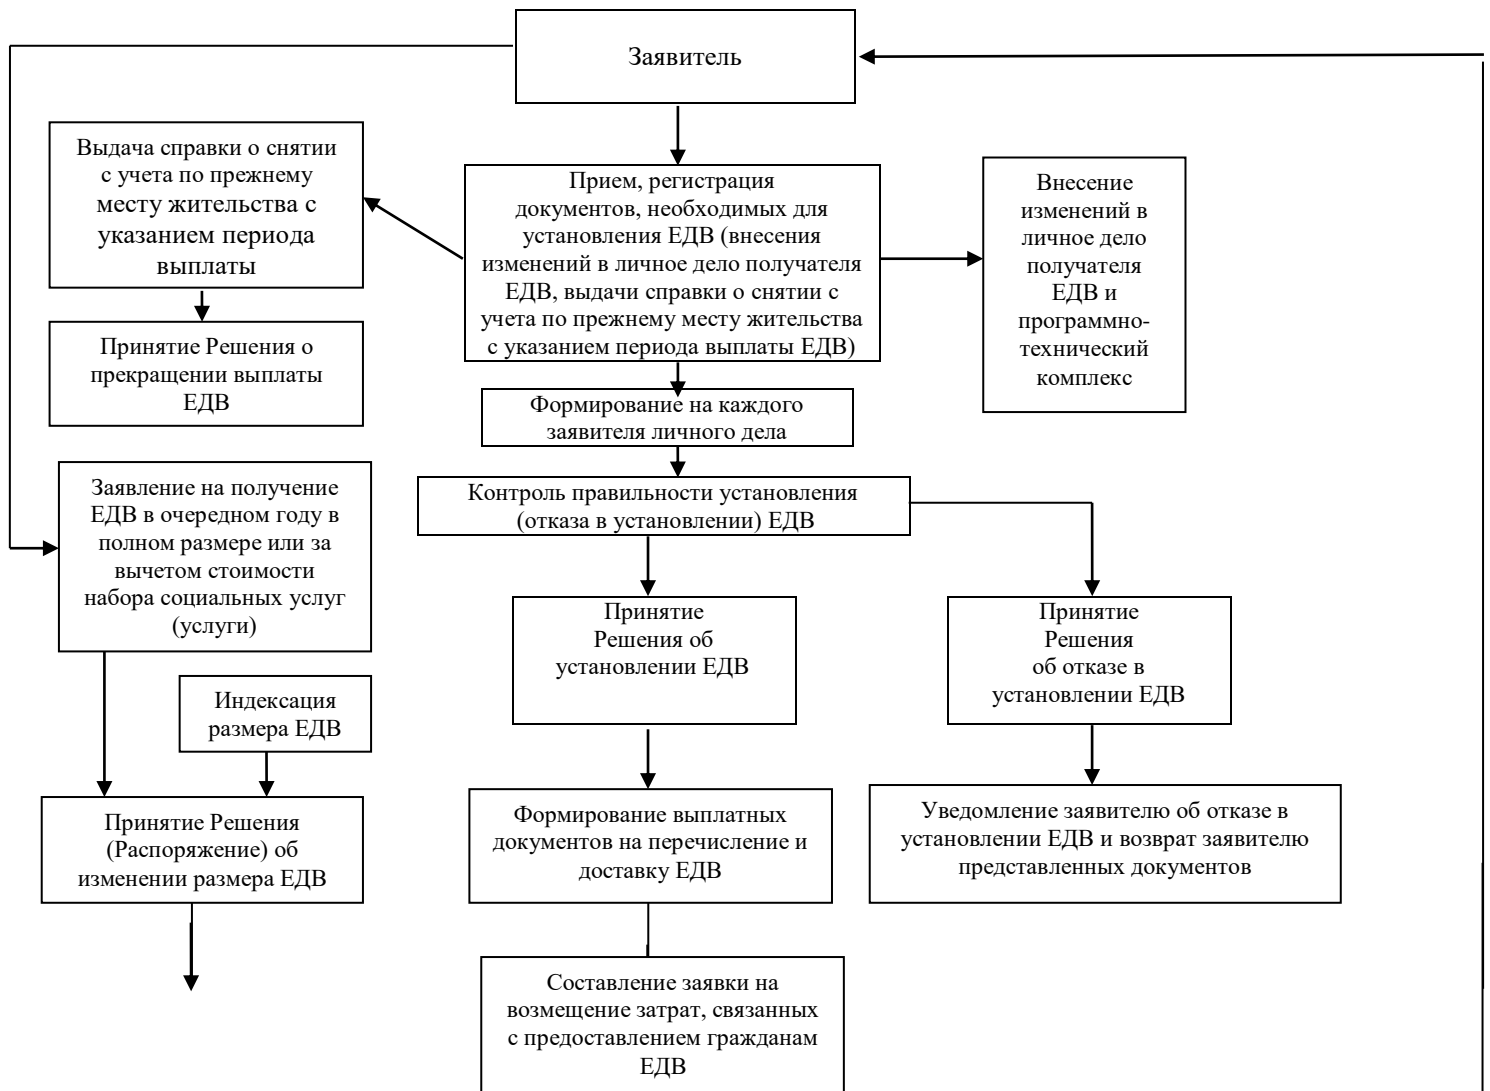 Заявитель
Выдача справки о снятии
с учета по прежнему
месту жительства с
указанием периода
выплаты
Прием, регистрация
документов, необходимых для
установления ЕДВ (внесения
изменений в личное дело получателя
ЕДВ, выдачи справки о снятии с
учета по прежнему месту жительства
с указанием периода выплаты ЕДВ)
Внесение
изменений в
личное дело
получателя
ЕДВ и
программно-
технический
комплекс
Принятие Решения о
прекращении выплаты
ЕДВ
Формирование на каждого
заявителя личного дела
Заявление на получение
ЕДВ в очередном году в
полном размере или за
вычетом стоимости
набора социальных услуг
(услуги)
Контроль правильности установления
(отказа в установлении) ЕДВ
Принятие
Решения об
установлении ЕДВ
Принятие
Решения
об отказе в
установлении ЕДВ
Индексация
размера ЕДВ
Принятие Решения
(Распоряжение) об
изменении размера ЕДВ
Формирование выплатных
документов на перечисление и
доставку ЕДВ
Уведомление заявителю об отказе в
установлении ЕДВ и возврат заявителю
представленных документов
Составление заявки на
возмещение затрат, связанных
с предоставлением гражданам
ЕДВ